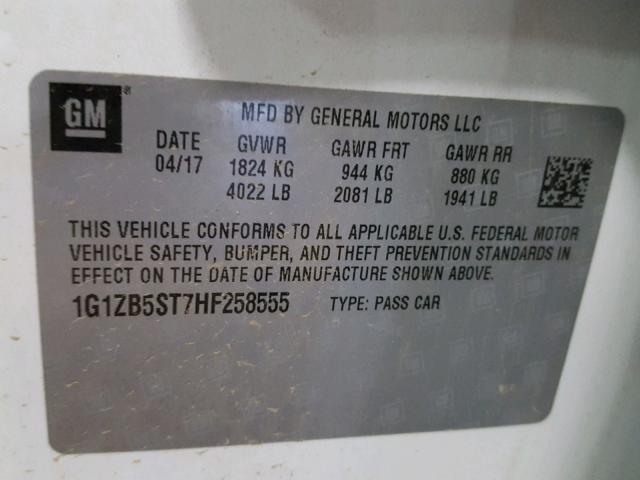 GM ®
MFD BY GENERAL MOTORS LLC
DATE GVWR GAWR FRT GAWR RR
04/17 1824 KG 944 KG 880 KG
4022 LB 2081 LB 1941 LB
THIS VEHICLE CONFORMS TO ALL APPLICABLE U.S. FEDERAL MOTOR
VEHICLE SAFETY, BUMPER, AND THEFT PREVENTION STANDARDS IN
EFFECT ON THE DATE OF MANUFACTURE SHOWN ABOVE.
1G1ZB5ST7HF258555 TYPE: PASS CAR